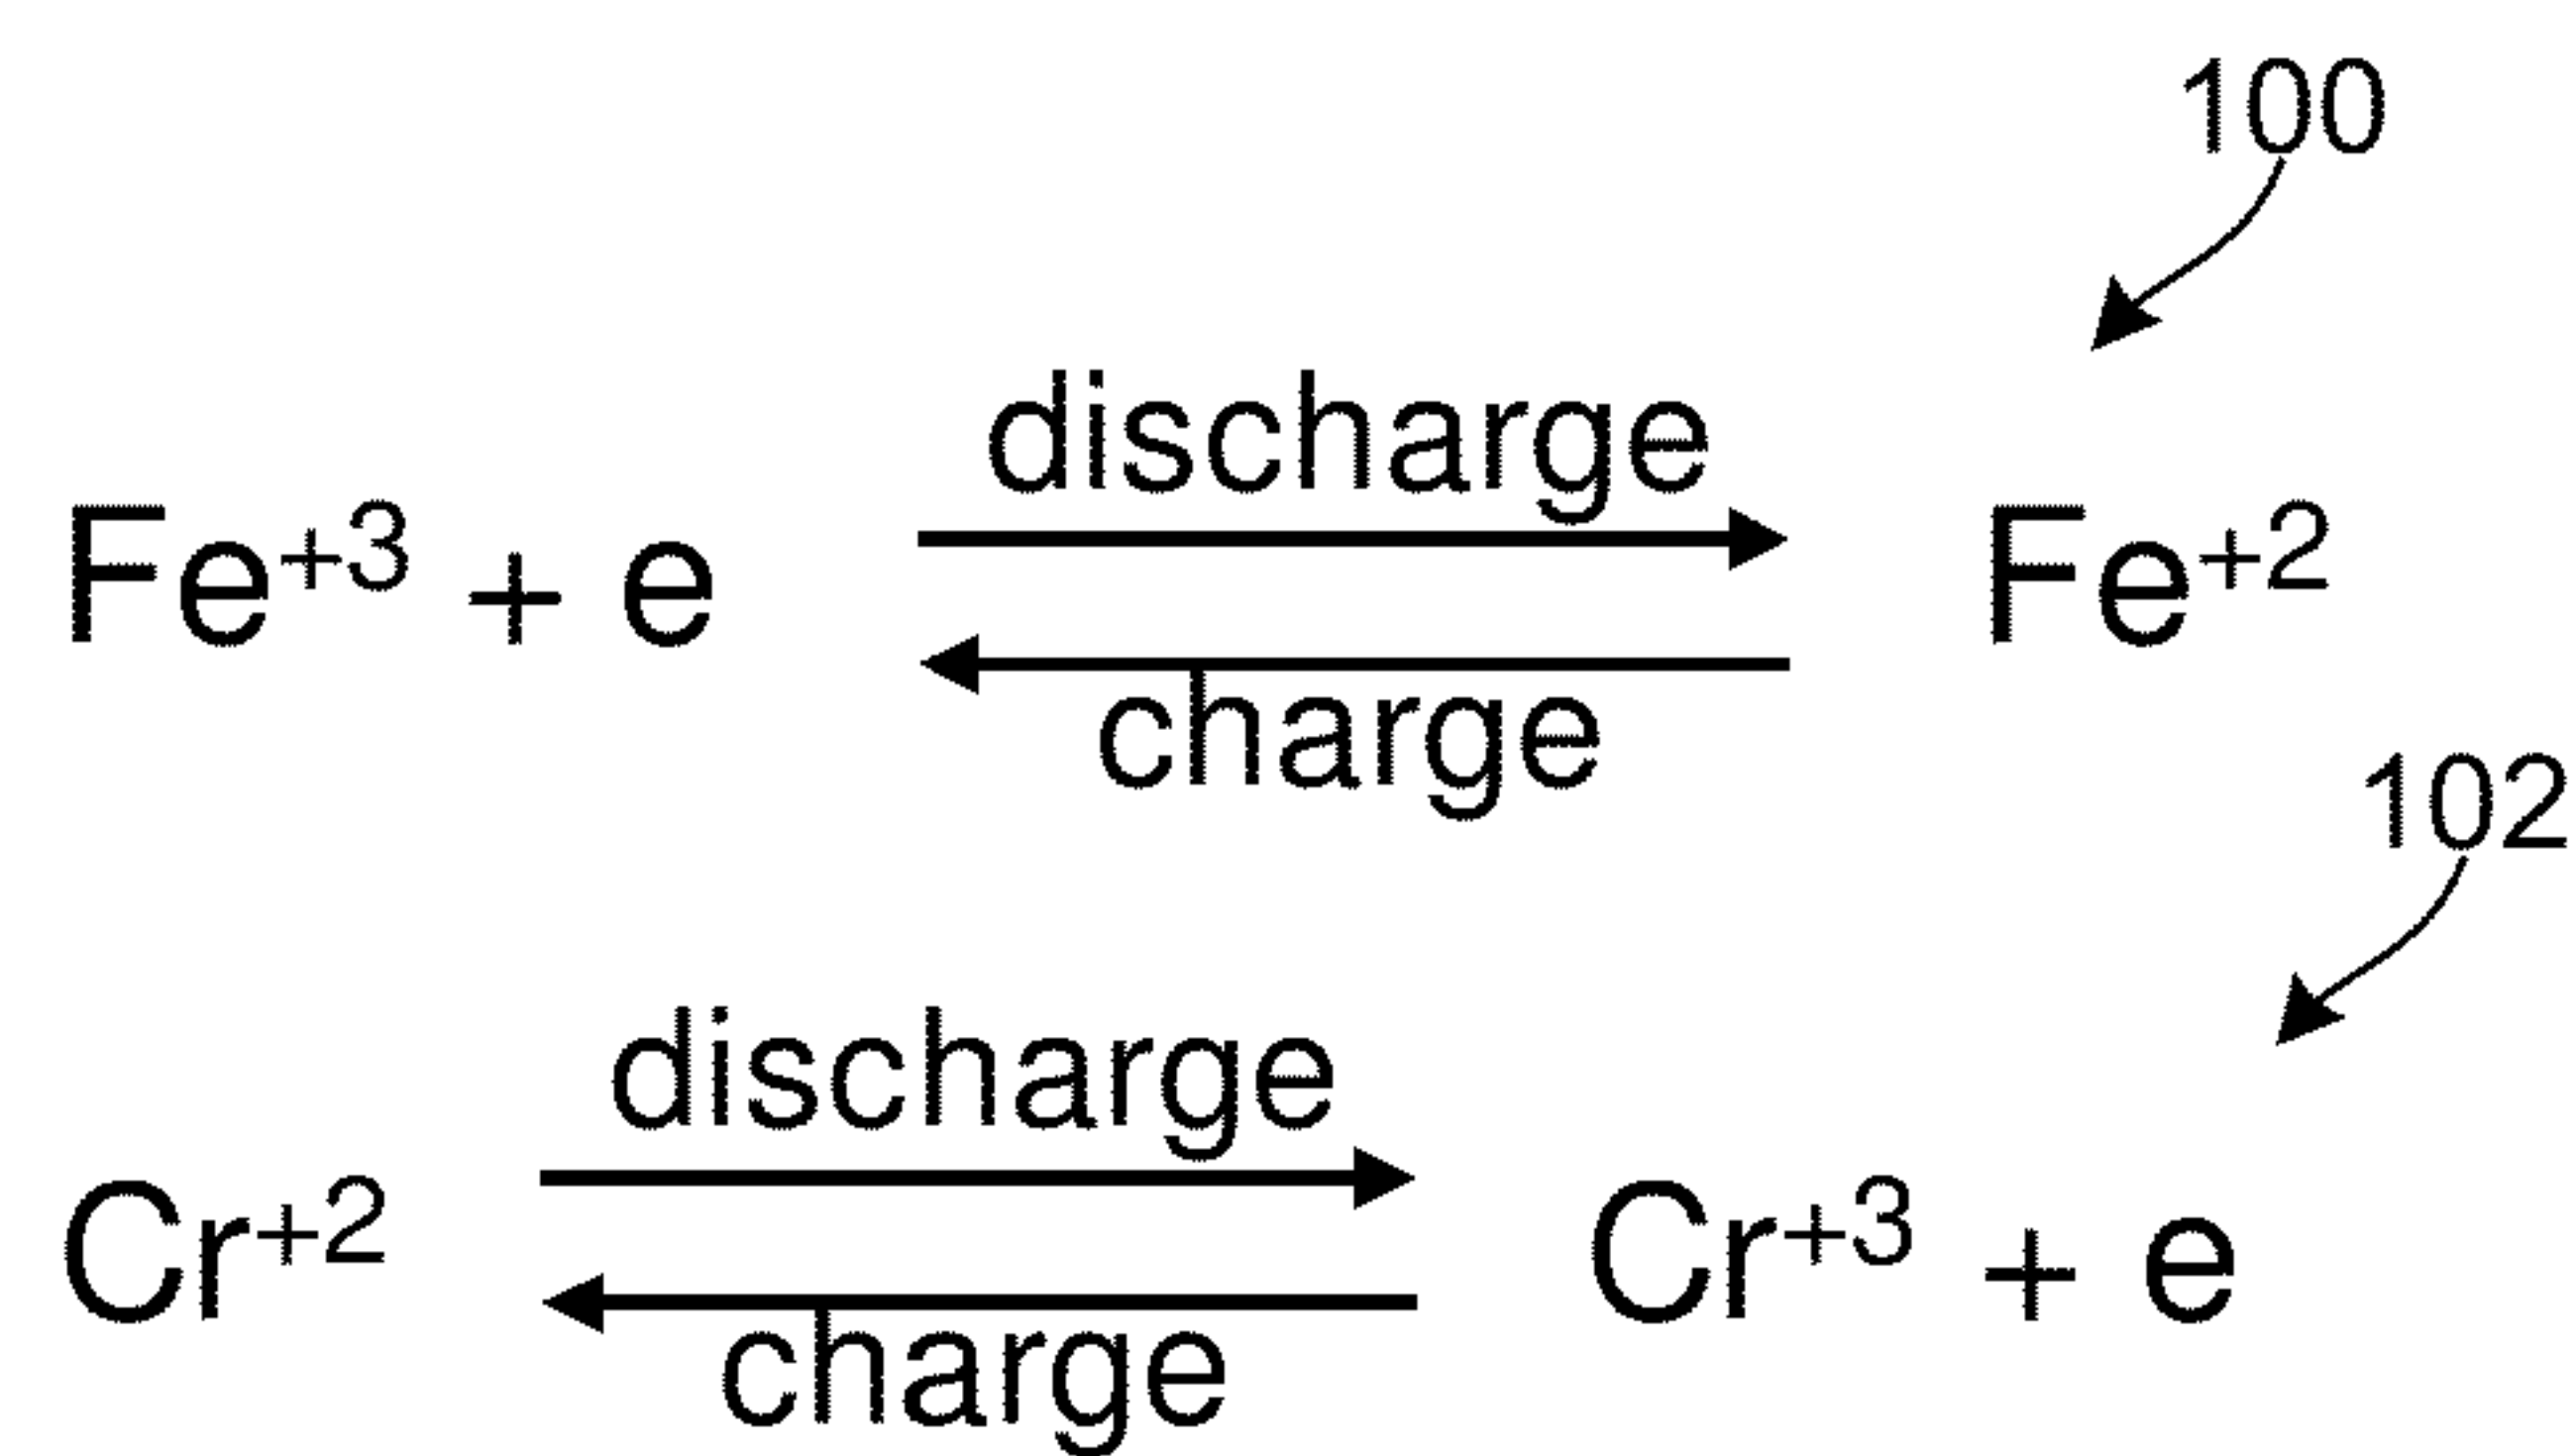 100
discharge
Fe⁺³ + e Fe⁺²
charge
102
discharge
Cr⁺² Cr⁺³ + e
charge